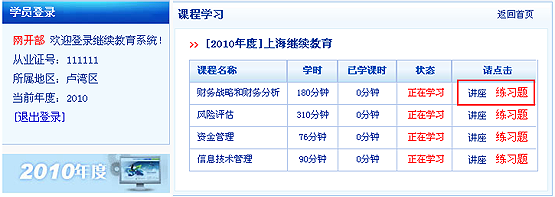 学员登录
网开部 欢迎登录继续教育系统!
从业证号: 111111
所属地区: 卢湾区
当前年度: 2010
[退出登录]
2010年度
课程学习 返回首页
>> [2010年度]上海继续教育
课程名称 学时 已学课时 状态 请点击
财务战略和财务分析 180分钟 0分钟 正在学习 讲座 练习题
风险评估 310分钟 0分钟 正在学习 讲座 练习题
资金管理 76分钟 0分钟 正在学习 讲座 练习题
信息技术管理 90分钟 0分钟 正在学习 讲座 练习题